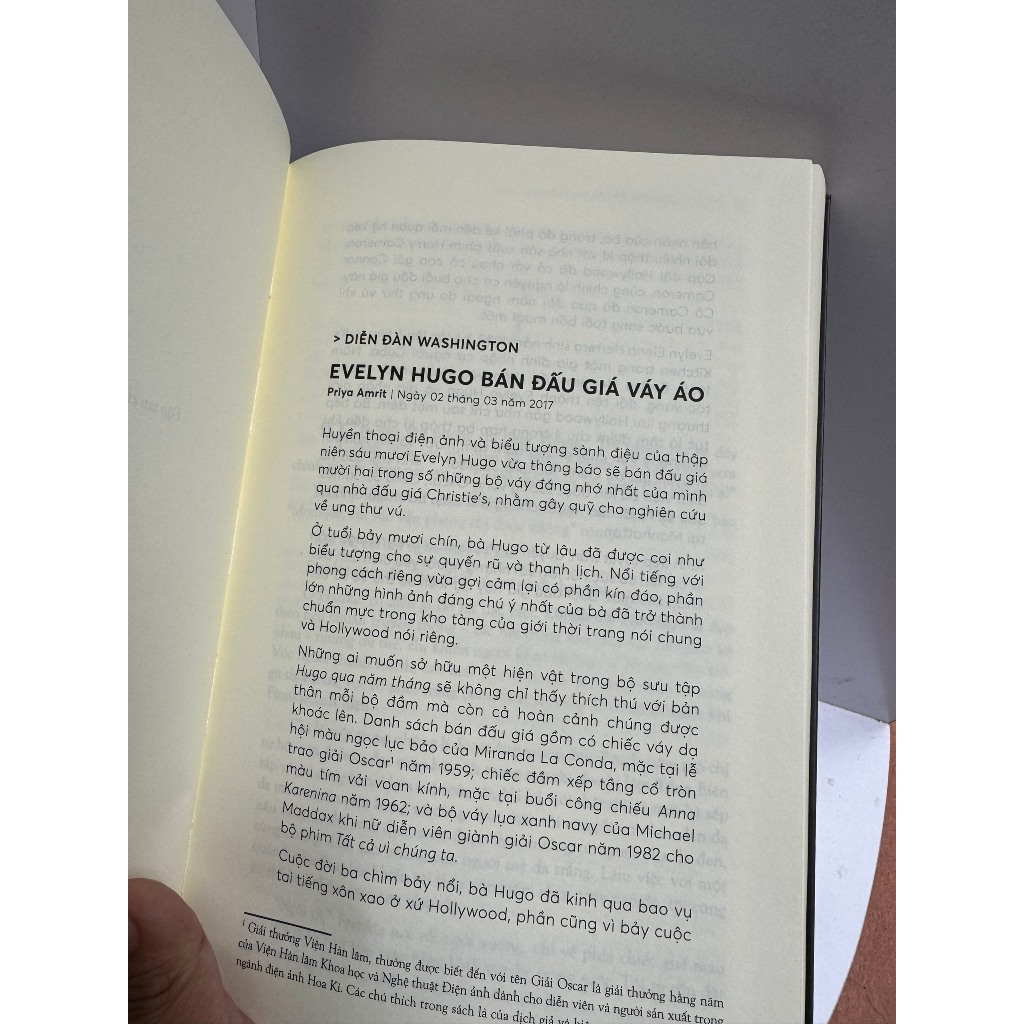 > DIỄN ĐÀN WASHINGTON
EVELYN HUGO BÁN ĐẤU GIÁ VÁY ÁO
Priya Amrit | Ngày 02 tháng 03 năm 2017
Huyền thoại điện ảnh và biểu tượng sành điệu của thập
niên sáu mươi Evelyn Hugo vừa thông báo sẽ bán đấu giá
mười hai trong số những bộ váy đáng nhớ nhất của mình
qua nhà đấu giá Christie's, nhằm gây quỹ cho nghiên cứu
về ung thư vú.
Ở tuổi bảy mươi chín, bà Hugo từ lâu đã được coi như
biểu tượng cho sự quyến rũ và thanh lịch. Nổi tiếng với
phong cách riêng vừa gợi cảm lại có phần kín đáo, phần
lớn những hình ảnh đáng chú ý nhất của bà đã trở thành
chuẩn mực trong kho tàng của giới thời trang nói chung
và Hollywood nói riêng.
Những ai muốn sở hữu một hiện vật trong bộ sưu tập
Hugo qua năm tháng sẽ không chỉ thấy thích thú với bản
thân mỗi bộ đầm mà còn cả hoàn cảnh chúng được
khoác lên. Danh sách bán đấu giá gồm có chiếc váy dạ
hội màu ngọc lục bảo của Miranda La Conda, mặc tại lễ
trao giải Oscar¹ năm 1959; chiếc đầm xếp tầng cổ tròn
màu tím vải voan kính, mặc tại buổi công chiếu Anna
Karenina năm 1962; và bộ váy lụa xanh navy của Michael
Maddax khi nữ diễn viên giành giải Oscar năm 1982 cho
bộ phim Tất cả vì chúng ta.
Cuộc đời ba chìm bảy nổi, bà Hugo đã kinh qua bao vụ
tai tiếng xôn xao ở xứ Hollywood, phần cũng vì bảy cuộc
¹ Giải thưởng Viện Hàn lâm, thường được biết đến với tên Giải Oscar là giải thưởng hằng năm
của Viện Hàn lâm Khoa học và Nghệ thuật Điện ảnh dành cho diễn viên và người sản xuất trong
ngành điện ảnh Hoa Kì. Các chú thích trong sách là của dịch giả và